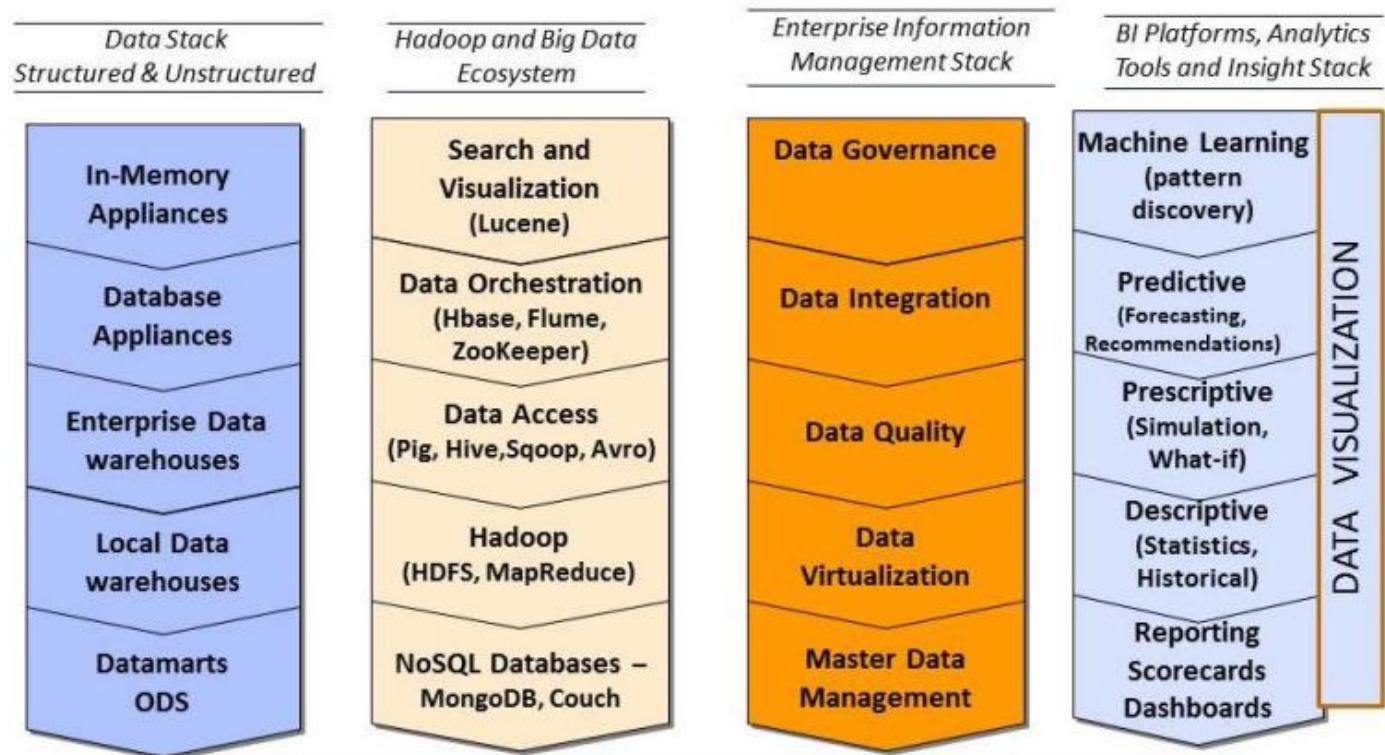 Data Stack
Structured & Unstructured
In-Memory
Appliances
Database
Appliances
Enterprise Data
warehouses
Local Data
warehouses
Datamarts
ODS
Hadoop and Big Data
Ecosystem
Search and
Visualization
(Lucene)
Data Orchestration
(Hbase, Flume,
ZooKeeper)
Data Access
(Pig, Hive,Sqoop, Avro)
Hadoop
(HDFS, MapReduce)
NoSQL Databases –
MongoDB, Couch
Enterprise Information
Management Stack
Data Governance
Data Integration
Data Quality
Data
Virtualization
Master Data
Management
BI Platforms, Analytics
Tools and Insight Stack
Machine Learning
(pattern
discovery)
Predictive
(Forecasting,
Recommendations)
Prescriptive
(Simulation,
What-if)
Descriptive
(Statistics,
Historical)
Reporting
Scorecards
Dashboards
DATA VISUALIZATION